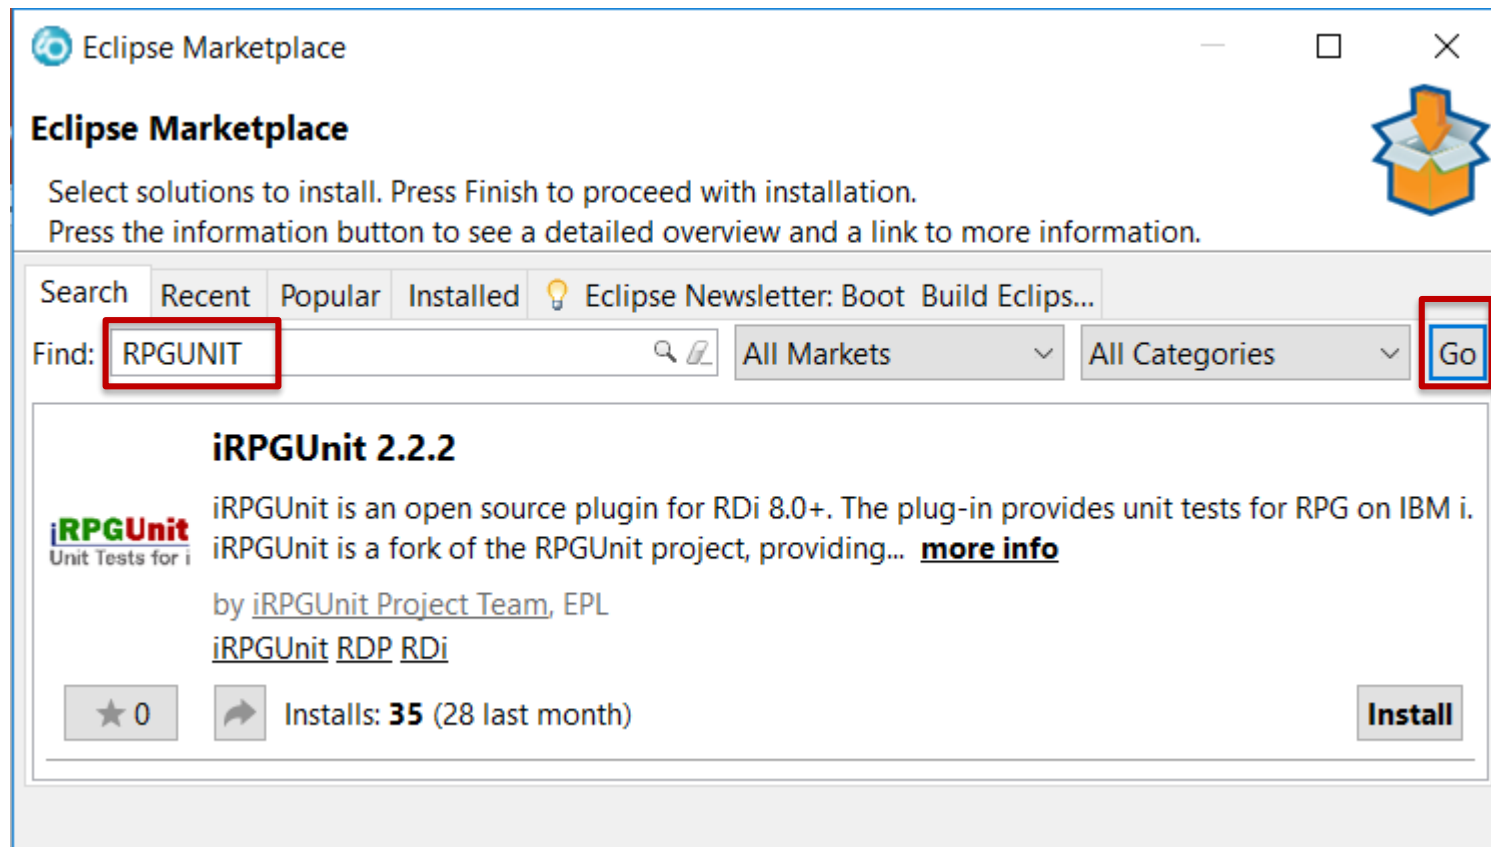 Eclipse Marketplace
Eclipse Marketplace
Select solutions to install. Press Finish to proceed with installation.
Press the information button to see a detailed overview and a link to more information.
Search Recent Popular Installed Eclipse Newsletter: Boot Build Eclips...
Find: RPGUNIT All Markets All Categories Go
iRPGUnit 2.2.2
iRPGUnit is an open source plugin for RDi 8.0+. The plug-in provides unit tests for RPG on IBM i.
iRPGUnit is a fork of the RPGUnit project, providing... more info
iRPGUnit
Unit Tests for i
by iRPGUnit Project Team, EPL
iRPGUnit RDP RDi
0 Installs: 35 (28 last month) Install